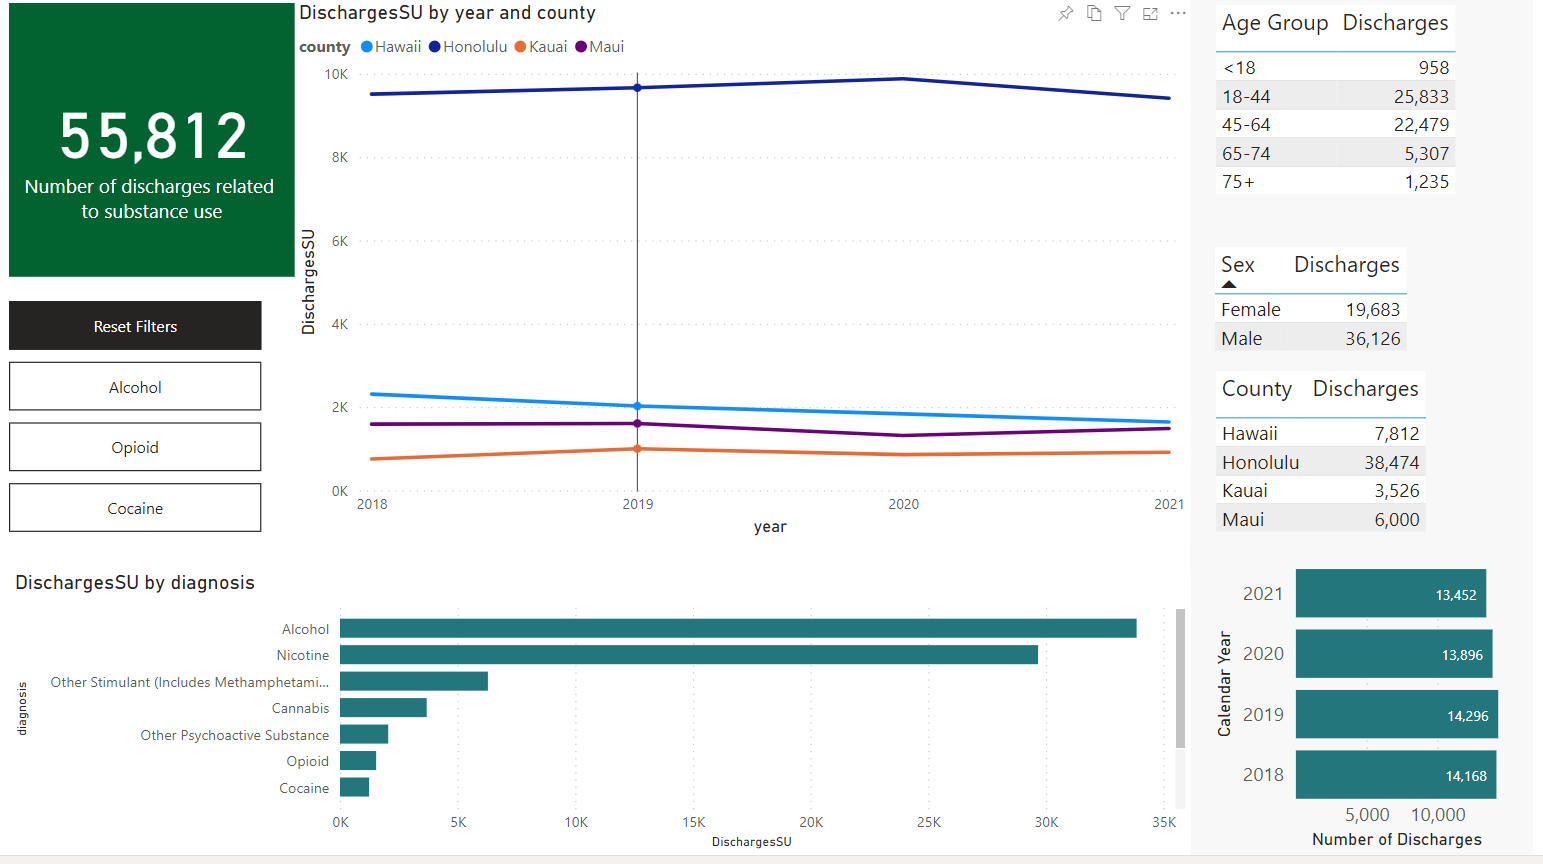 55,812
Number of discharges related
to substance use
Reset Filters
Alcohol
Opioid
Cocaine
DischargesSU by year and county
county Hawaii Honolulu Kauai Maui
DischargesSU
10K
8K
6K
4K
2K
0K
2018 2019 2020 2021
year
DischargesSU by diagnosis
diagnosis
Alcohol
Nicotine
Other Stimulant (Includes Methamphetami...
Cannabis
Other Psychoactive Substance
Opioid
Cocaine
0K 5K 10K 15K 20K 25K 30K 35K
DischargesSU
Age Group Discharges
<18 958
18-44 25,833
45-64 22,479
65-74 5,307
75+ 1,235
Sex Discharges
Female 19,683
Male 36,126
County Discharges
Hawaii 7,812
Honolulu 38,474
Kauai 3,526
Maui 6,000
Calendar Year
2021 13,452
2020 13,896
2019 14,296
2018 14,168
5,000 10,000
Number of Discharges